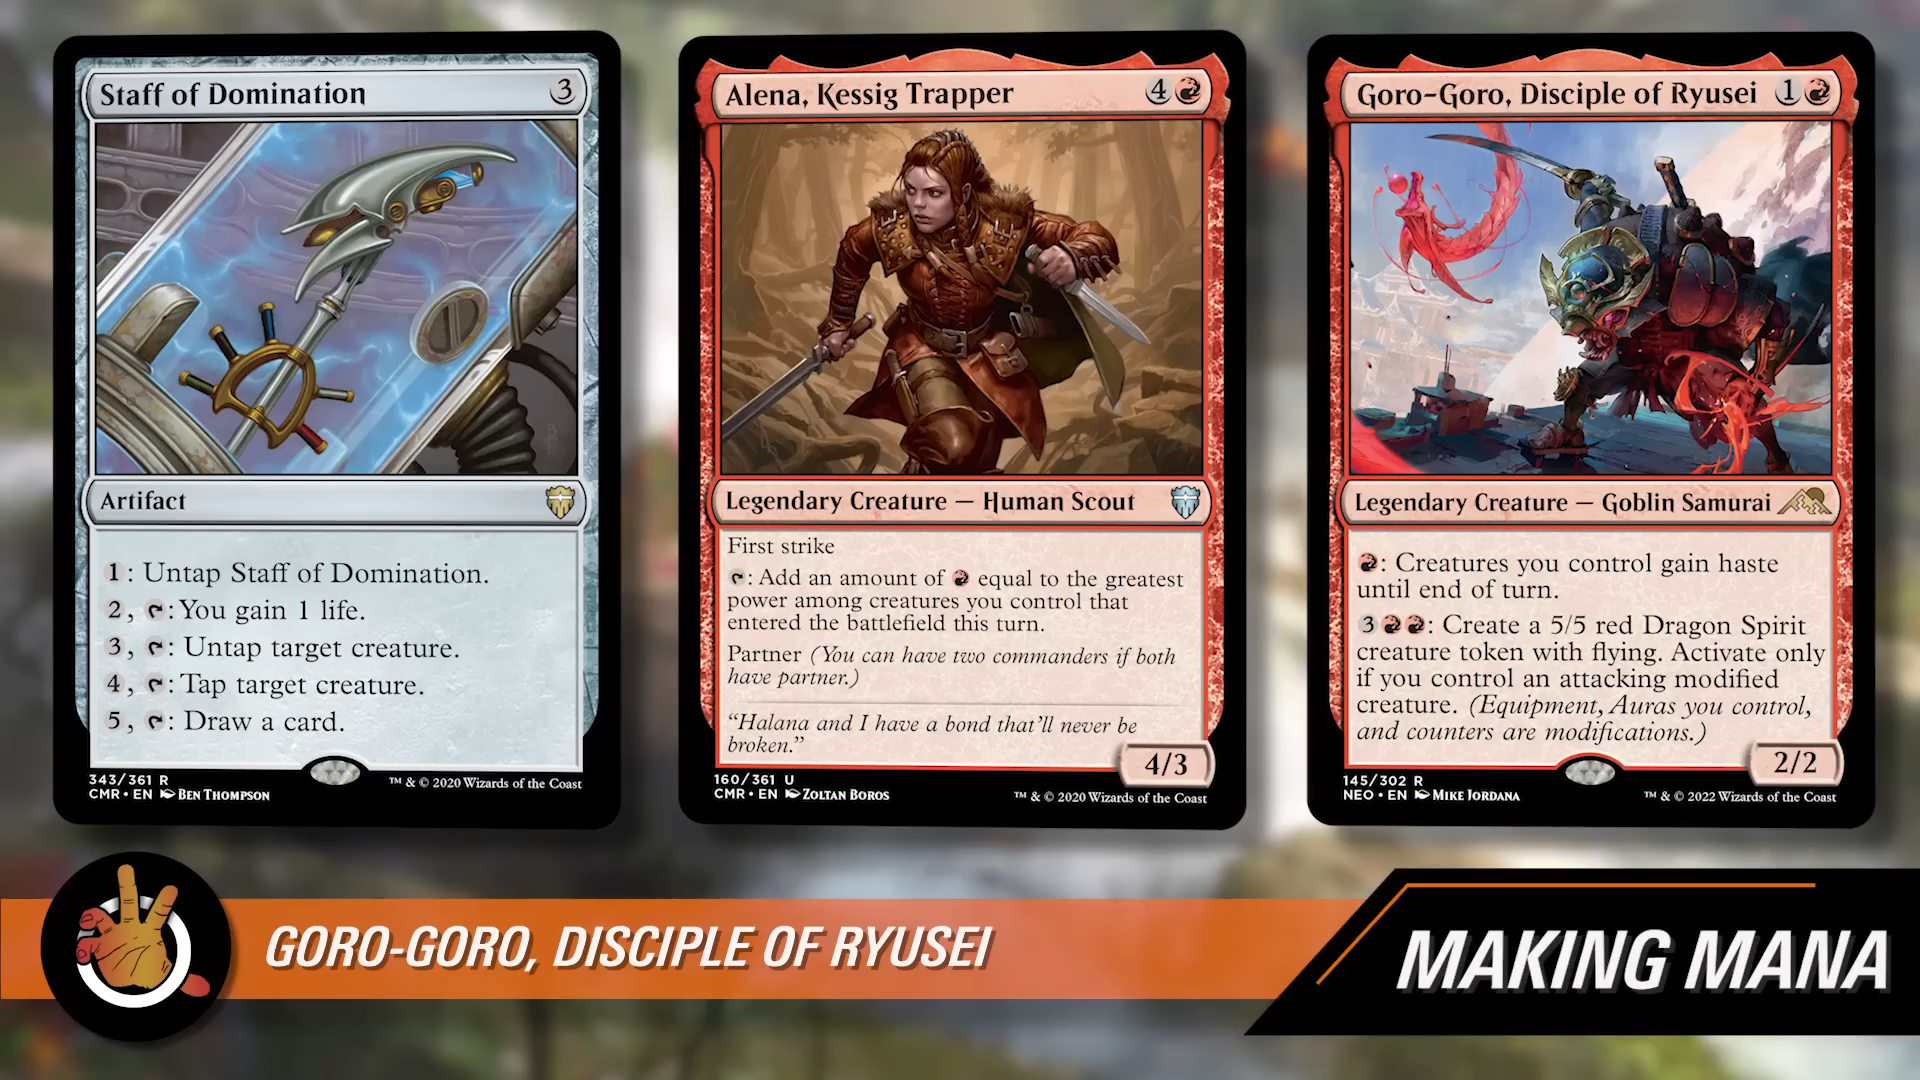 Staff of Domination 3
Artifact
1: Untap Staff of Domination.
2, : You gain 1 life.
3, : Untap target creature.
4, : Tap target creature.
5, : Draw a card.
343/361 R
CMR • EN BEN THOMPSON
™ & © 2020 Wizards of the Coast
Alena, Kessig Trapper 4
Legendary Creature — Human Scout
First strike
: Add an amount of equal to the greatest
power among creatures you control that
entered the battlefield this turn.
Partner (You can have two commanders if both
have partner.)
“Halana and I have a bond that’ll never be
broken.”
4/3
160/361 U
CMR • EN ZOLTAN BOROS
™ & © 2020 Wizards of the Coast
Goro-Goro, Disciple of Ryusei 1
Legendary Creature — Goblin Samurai
: Creatures you control gain haste
until end of turn.
3: Create a 5/5 red Dragon Spirit
creature token with flying. Activate only
if you control an attacking modified
creature. (Equipment, Auras you control,
and counters are modifications.)
2/2
145/302 R
NEO • EN MIKE JORDANA
™ & © 2022 Wizards of the Coast
GORO-GORO, DISCIPLE OF RYUSEI
MAKING MANA